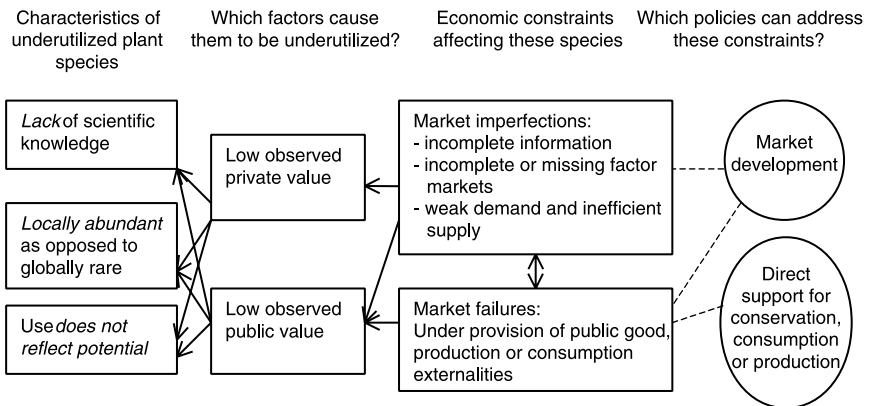 Characteristics of
underutilized plant
species
Which factors cause
them to be underutilized?
Economic constraints
affecting these species
Which policies can address
these constraints?
Lack of scientific
knowledge
Locally abundant
as opposed to
globally rare
Use does not
reflect potential
Low observed
private value
Low observed
public value
Market imperfections:
- incomplete information
- incomplete or missing factor
markets
- weak demand and inefficient
supply
Market failures:
Under provision of public good,
production or consumption
externalities
Market
development
Direct
support for
conservation,
consumption
or production